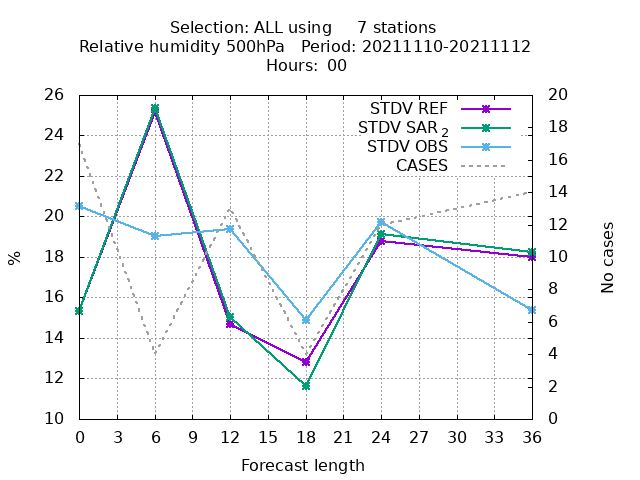 Selection: ALL using     7 stations
Relative humidity 500hPa   Period: 20211110-20211112
Hours: 00
STDV REF
STDV SAR 2
STDV OBS
CASES
%
26
24
22
20
18
16
14
12
10
20
18
16
14
12
10
8
6
4
2
0
No cases
0 3 6 9 12 15 18 21 24 27 30 33 36
Forecast length